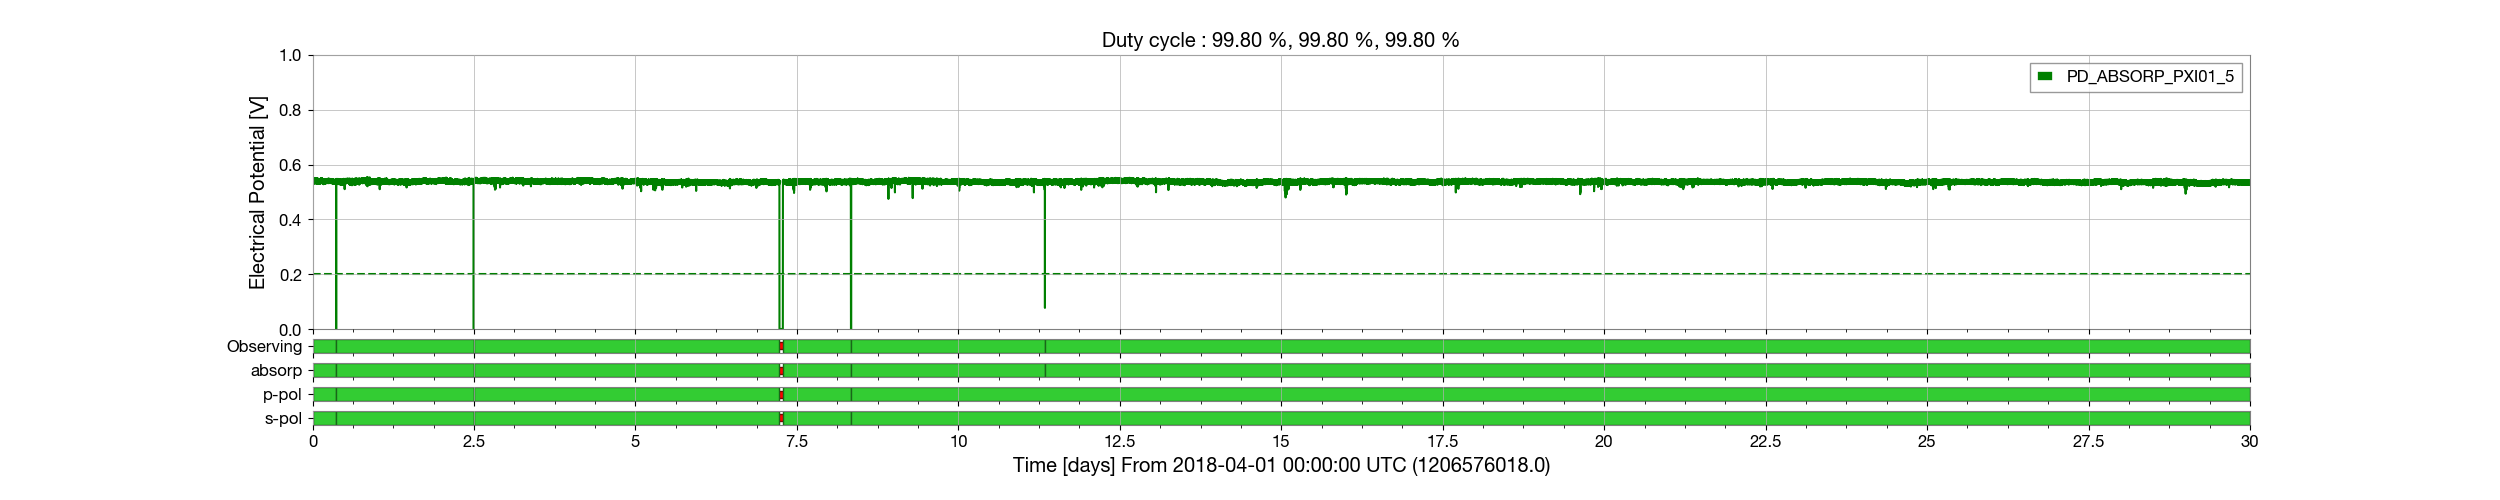 Duty cycle : 99.80 %, 99.80 %, 99.80 %
Electrical Potential [V]
1.0
0.8
0.6
0.4
0.2
0.0
PD_ABSORP_PXI01_5
Observing
absorp
p-pol
s-pol
0 2.5 5 7.5 10 12.5 15 17.5 20 22.5 25 27.5 30
Time [days] From 2018-04-01 00:00:00 UTC (1206576018.0)